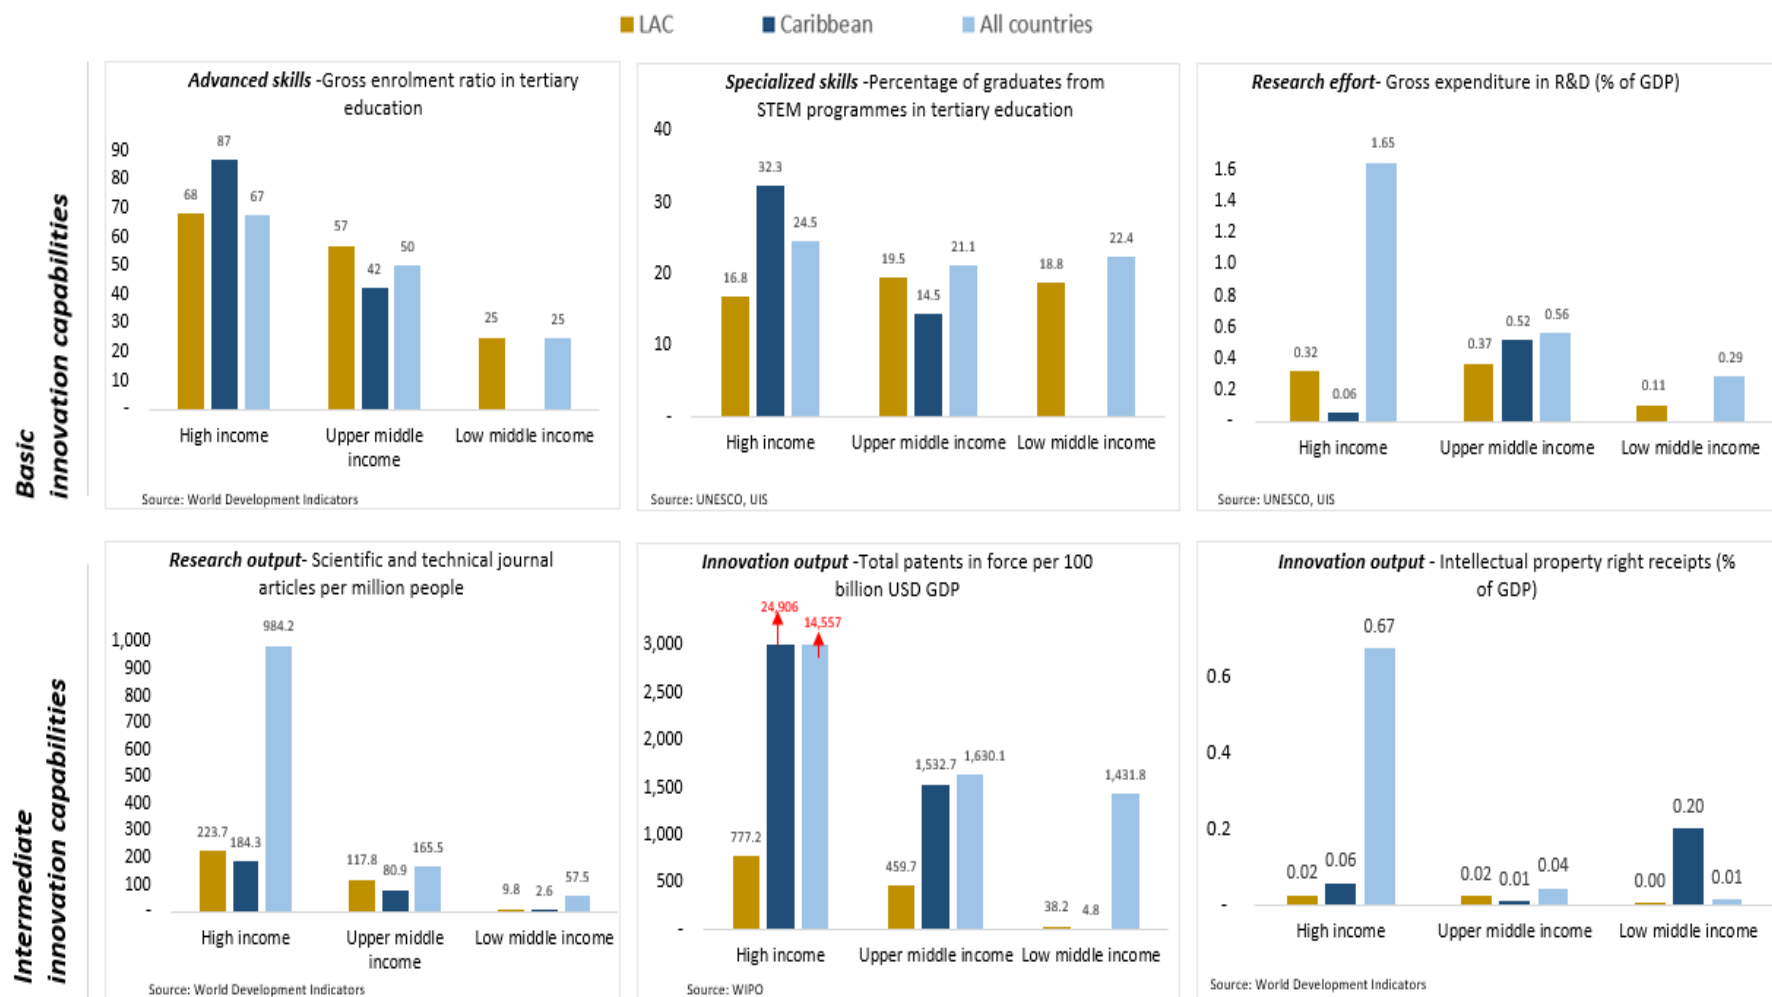 LAC Caribbean All countries
Basic
innovation capabilities
Advanced skills -Gross enrolment ratio in tertiary
education
90
80
70
60
50
40
30
20
10
-
68
87
67
57
42
50
25
25
High income
Upper middle
income
Low middle income
Source: World Development Indicators
Specialized skills -Percentage of graduates from
STEM programmes in tertiary education
40
30
20
10
-
16.8
32.3
24.5
19.5
14.5
21.1
18.8
22.4
High income
Upper middle income
Low middle income
Source: UNESCO, UIS
Research effort- Gross expenditure in R&D (% of GDP)
1.6
1.4
1.2
1.0
0.8
0.6
0.4
0.2
-
0.32
0.06
1.65
0.37
0.52
0.56
0.11
0.29
High income
Upper middle income
Low middle income
Source: UNESCO, UIS
Intermediate
innovation capabilities
Research output- Scientific and technical journal
articles per million people
1,000
900
800
700
600
500
400
300
200
100
-
223.7
184.3
984.2
117.8
80.9
165.5
9.8
2.6
57.5
High income
Upper middle
income
Low middle income
Source: World Development Indicators
Innovation output -Total patents in force per 100
billion USD GDP
3,000
2,500
2,000
1,500
1,000
500
-
777.2
24,906
14,557
459.7
1,532.7
1,630.1
38.2
4.8
1,431.8
High income
Upper middle income
Low middle income
Source: WIPO
Innovation output - Intellectual property right receipts (%
of GDP)
0.6
0.4
0.2
-
0.02
0.06
0.67
0.02
0.01
0.04
0.00
0.20
0.01
High income
Upper middle income
Low middle income
Source: World Development Indicators